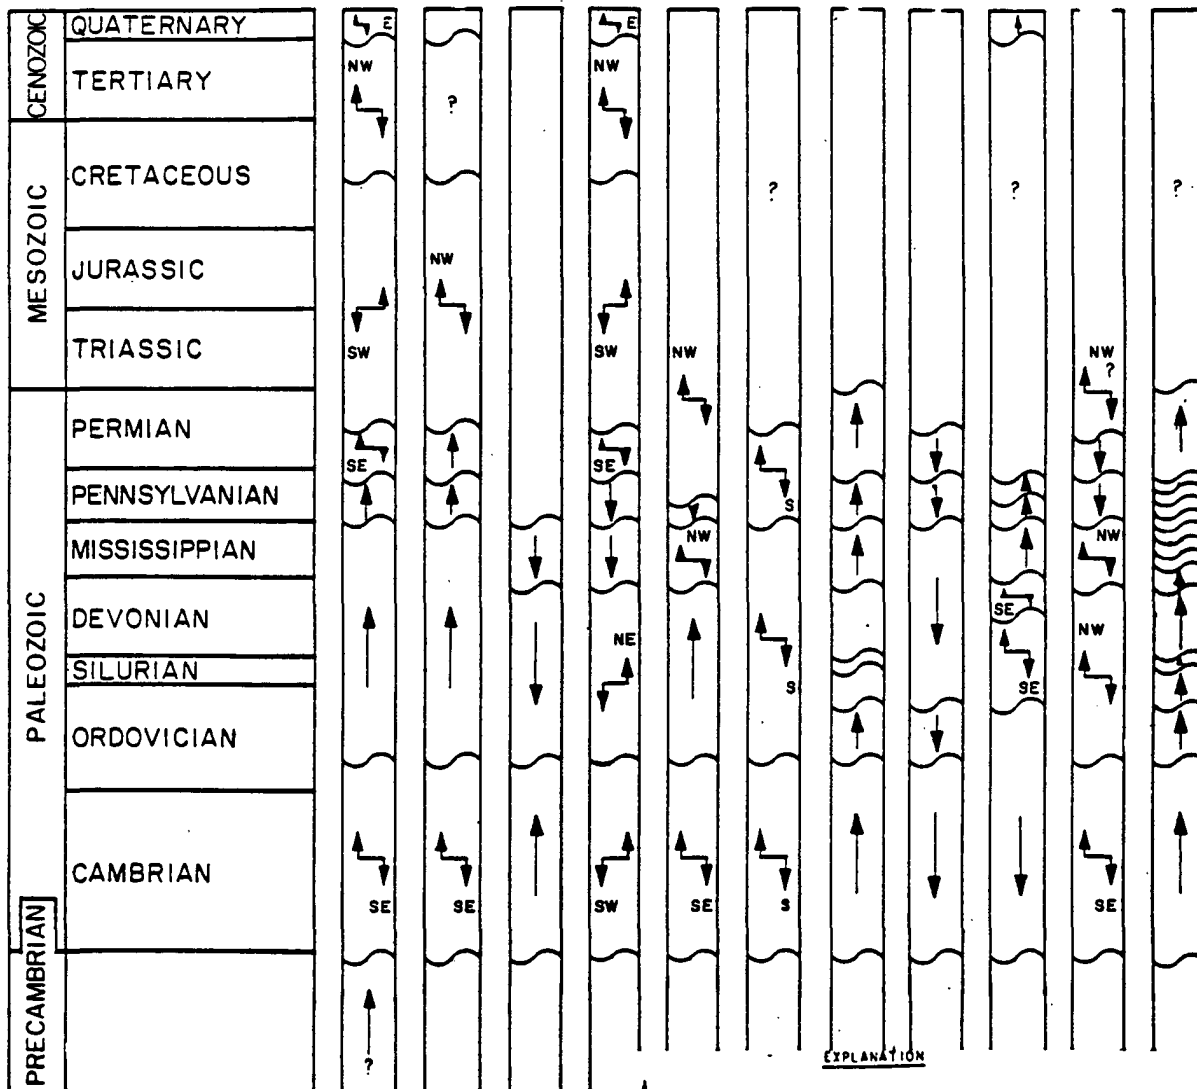 CENOZOIC
QUATERNARY
TERTIARY
MESOZOIC
CRETACEOUS
JURASSIC
TRIASSIC
PALEOZOIC
PERMIAN
PENNSYLVANIAN
MISSISSIPPIAN
DEVONIAN
SILURIAN
ORDOVICIAN
CAMBRIAN
PRECAMBRIAN
E
NW
SW
SE
SE
?
?
NW
SE
E
NW
SW
SE
NE
SW
NW
NW
SE
?
S
S
S
?
SE
SE
NW
?
NW
NW
SE
?
EXPLANATION